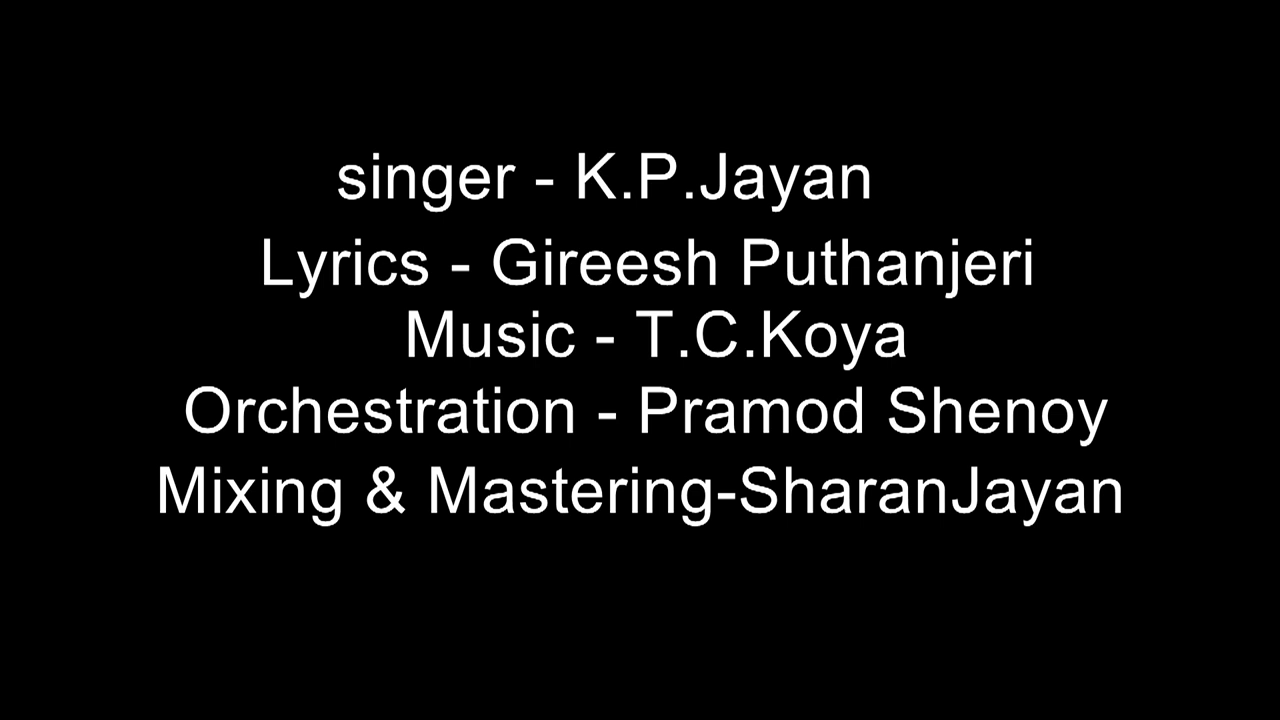 singer - K.P.Jayan
Lyrics - Gireesh Puthanjeri
Music - T.C.Koya
Orchestration - Pramod Shenoy
Mixing & Mastering-SharanJayan